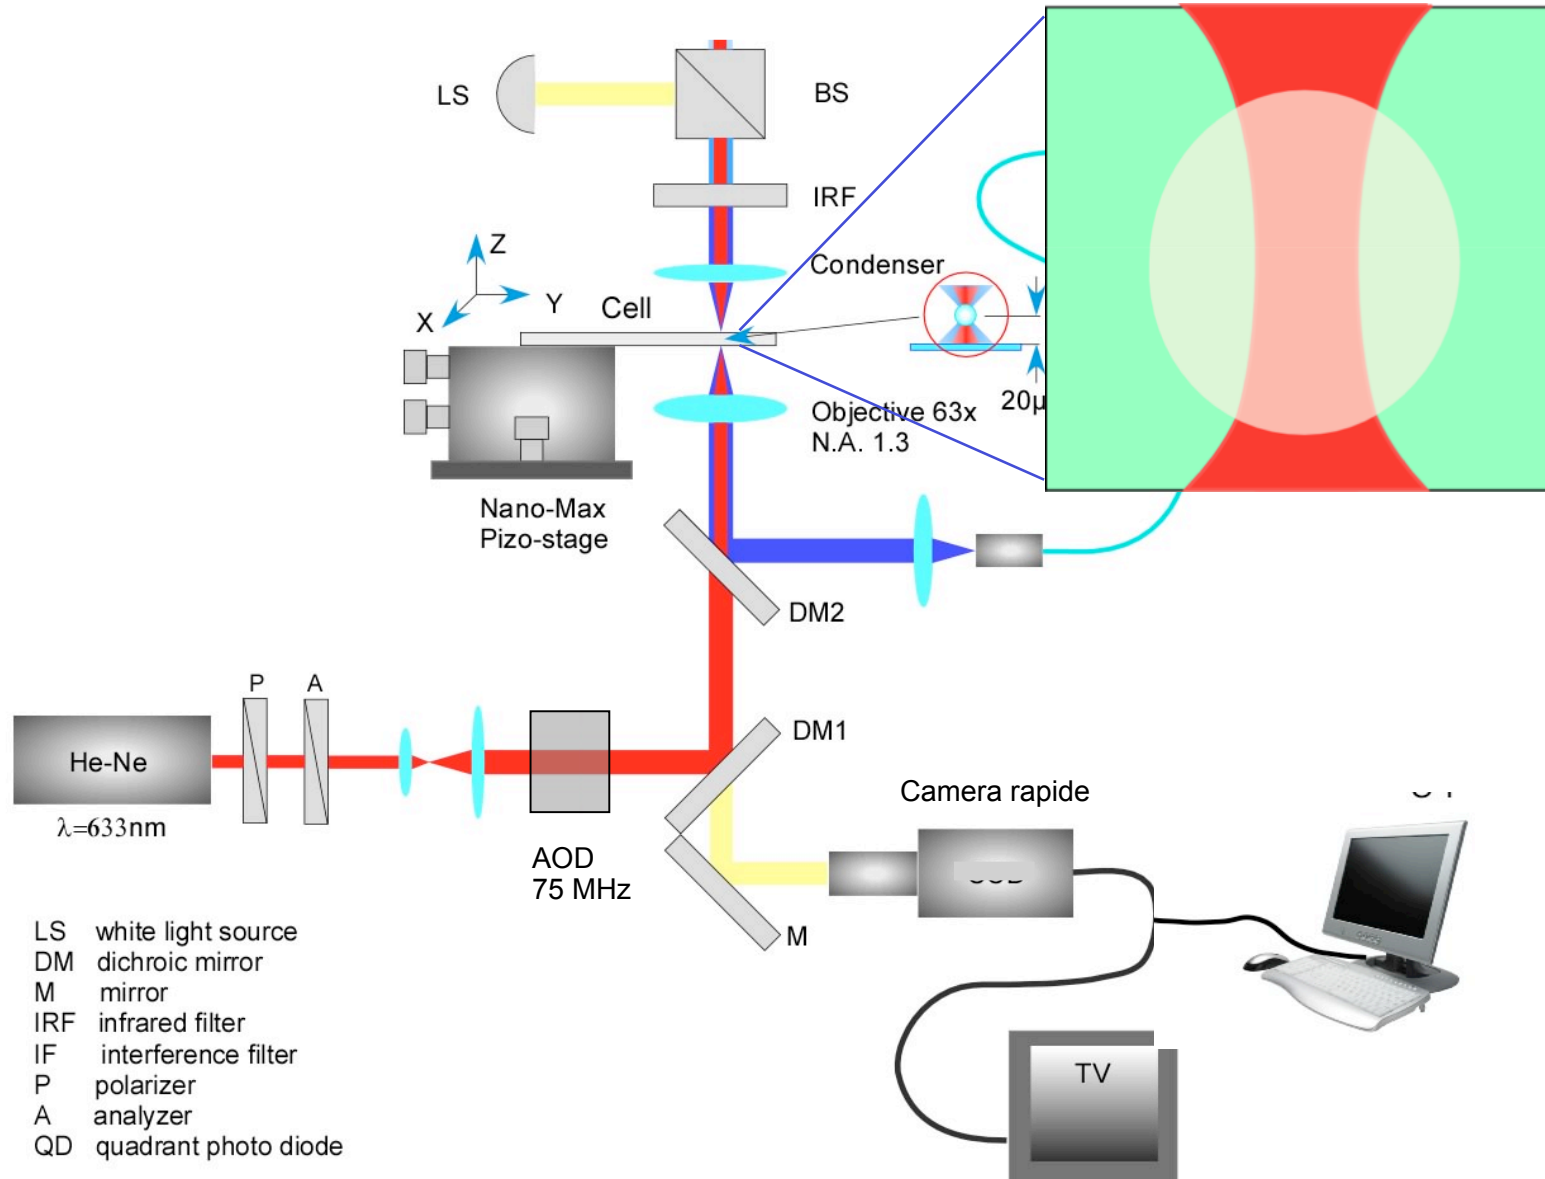 LS
BS
IRF
Z
Y
X
Condenser
Cell
20µ
Objective 63x
N.A. 1.3
Nano-Max
Pizo-stage
DM2
P
A
DM1
He-Ne
λ=633nm
Camera rapide
AOD
75 MHz
M
LS white light source
DM dichroic mirror
M mirror
IRF infrared filter
IF interference filter
P polarizer
A analyzer
QD quadrant photo diode
TV